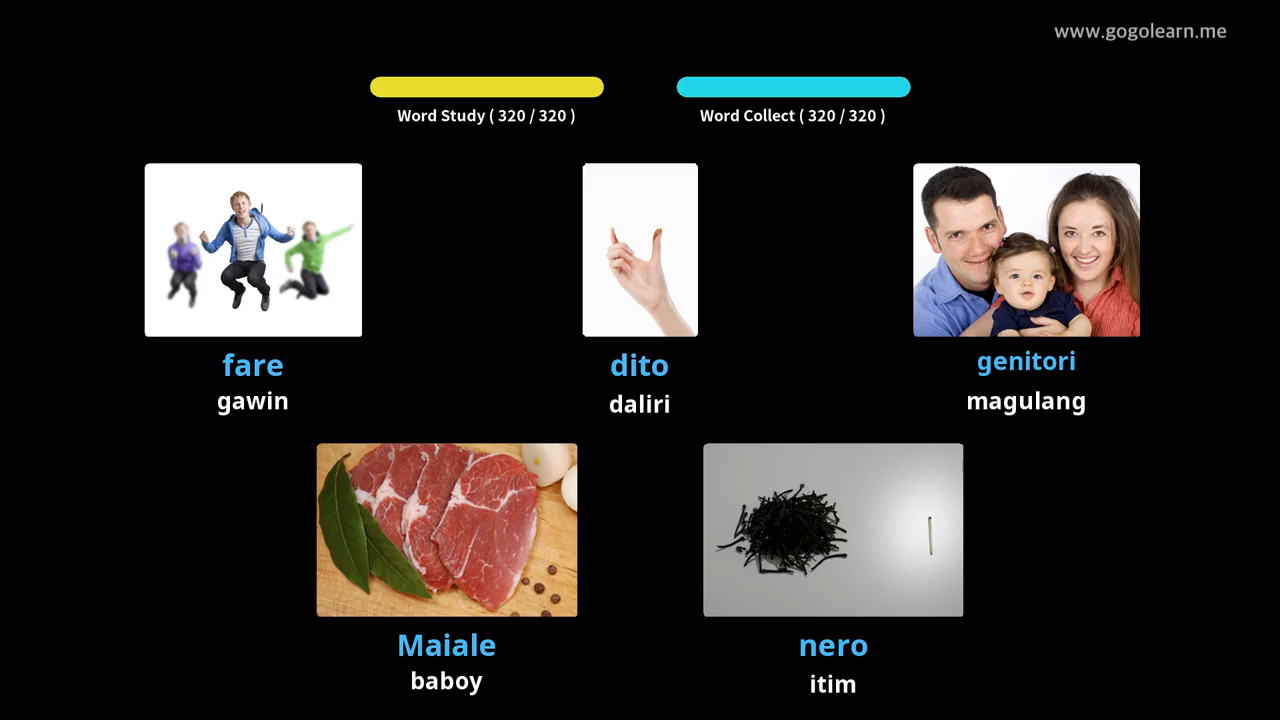 www.gogolearn.me
Word Study ( 320 / 320 )
Word Collect ( 320 / 320 )
fare
gawin
dito
daliri
genitori
magulang
Maiale
baboy
nero
itim